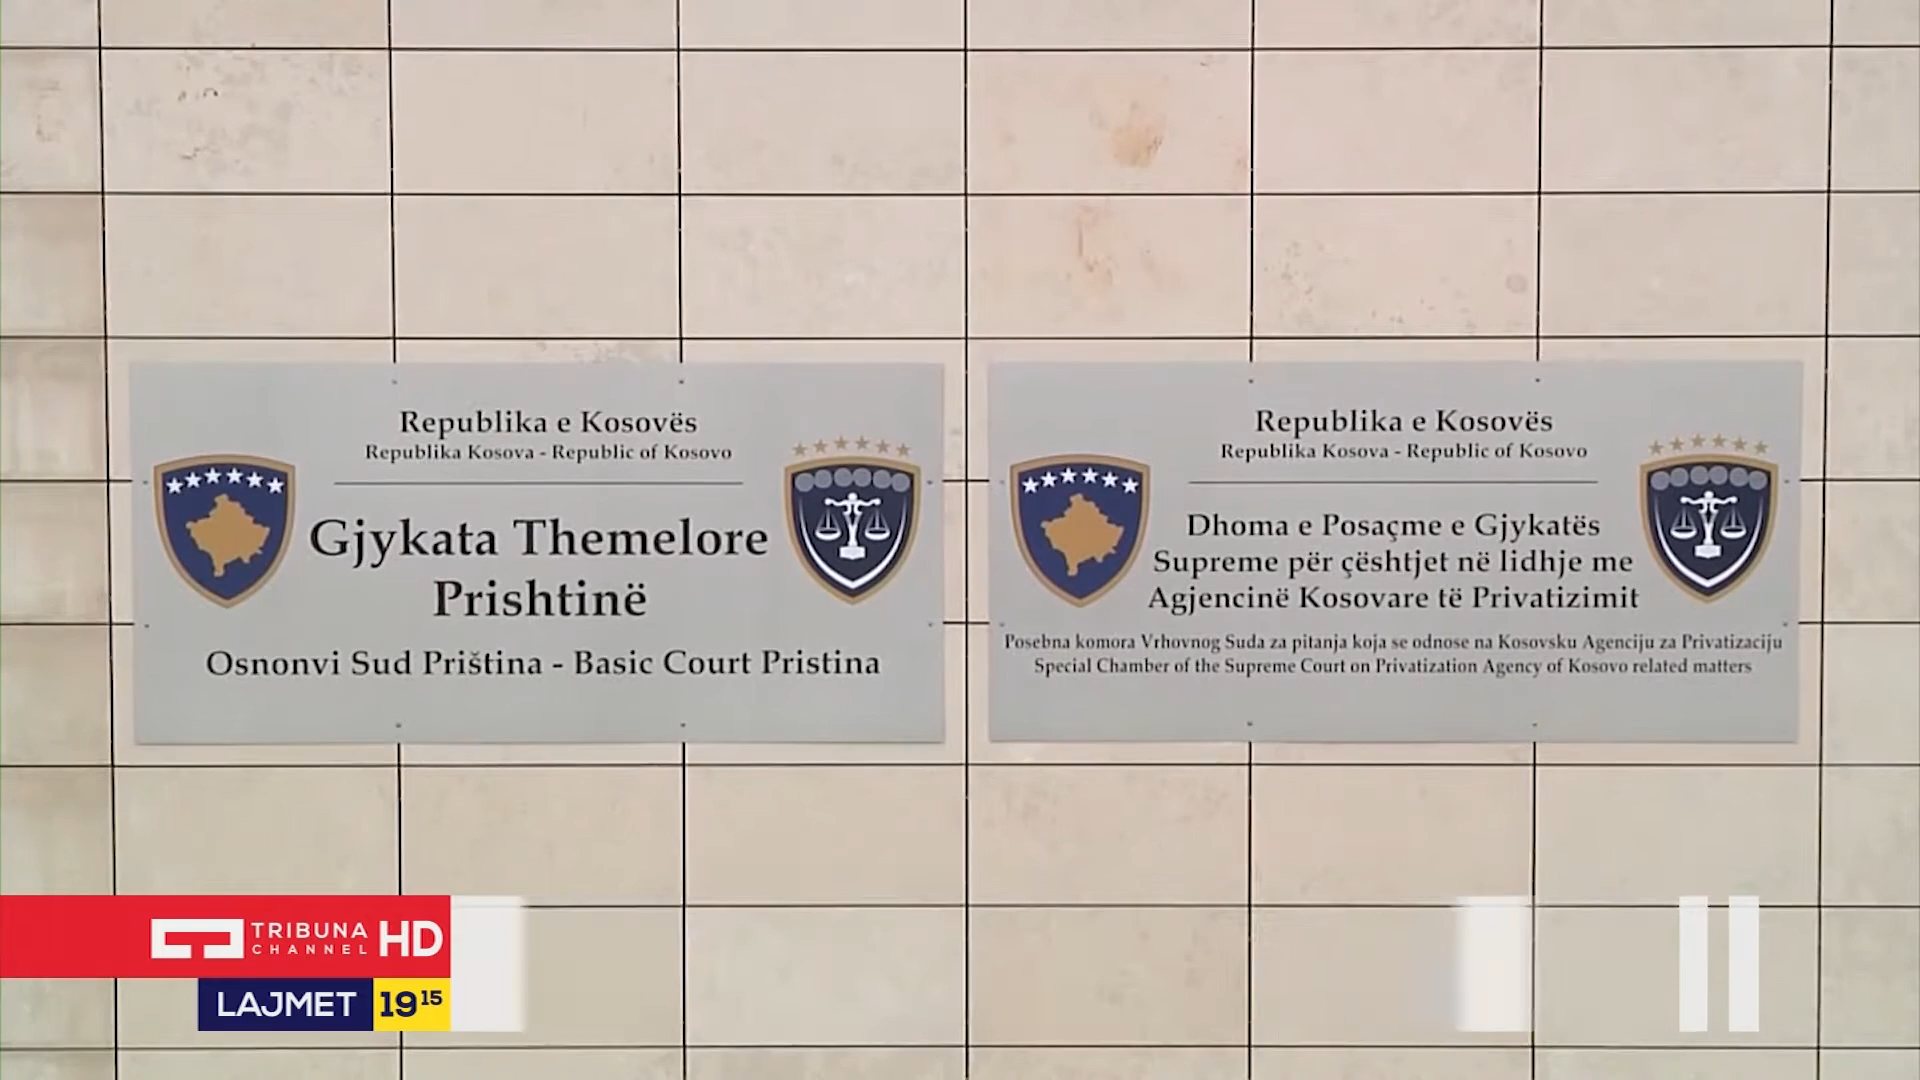 Republika e Kosovës
Republika Kosova - Republic of Kosovo
Gjykata Themelore
Prishtinë
Osnonvi Sud Priština - Basic Court Pristina
Republika e Kosovës
Republika Kosova - Republic of Kosovo
Dhoma e Posaçme e Gjykatës
Supreme për çështjet në lidhje me
Agjencinë Kosovare të Privatizimit
Posebna komora Vrhovnog Suda za pitanja koja se odnose na Kosovsku Agenciju za Privatizaciju
Special Chamber of the Supreme Court on Privatization Agency of Kosovo related matters
TRIBUNA
CHANNEL
HD
LAJMET 19 15